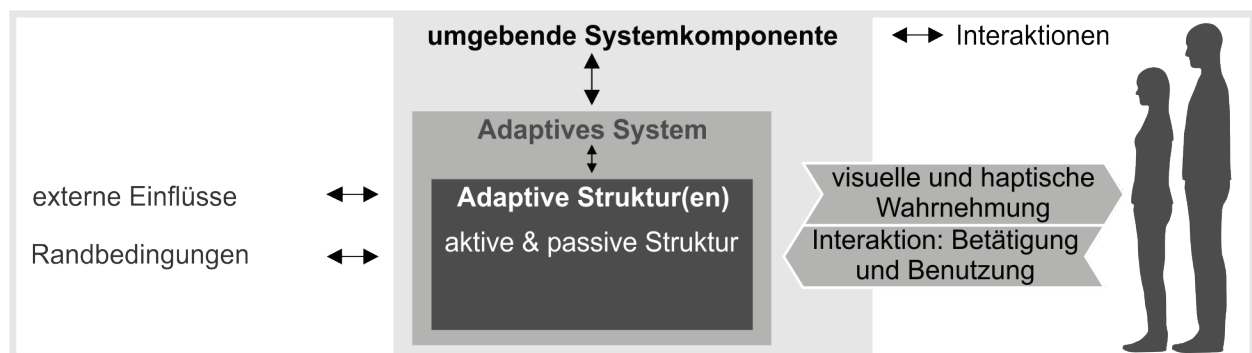 umgebende Systemkomponente
Interaktionen
Adaptives System
externe Einflüsse
Randbedingungen
Adaptive Struktur(en)
aktive & passive Struktur
visuelle und haptische
Wahrnehmung
Interaktion: Betätigung
und Benutzung